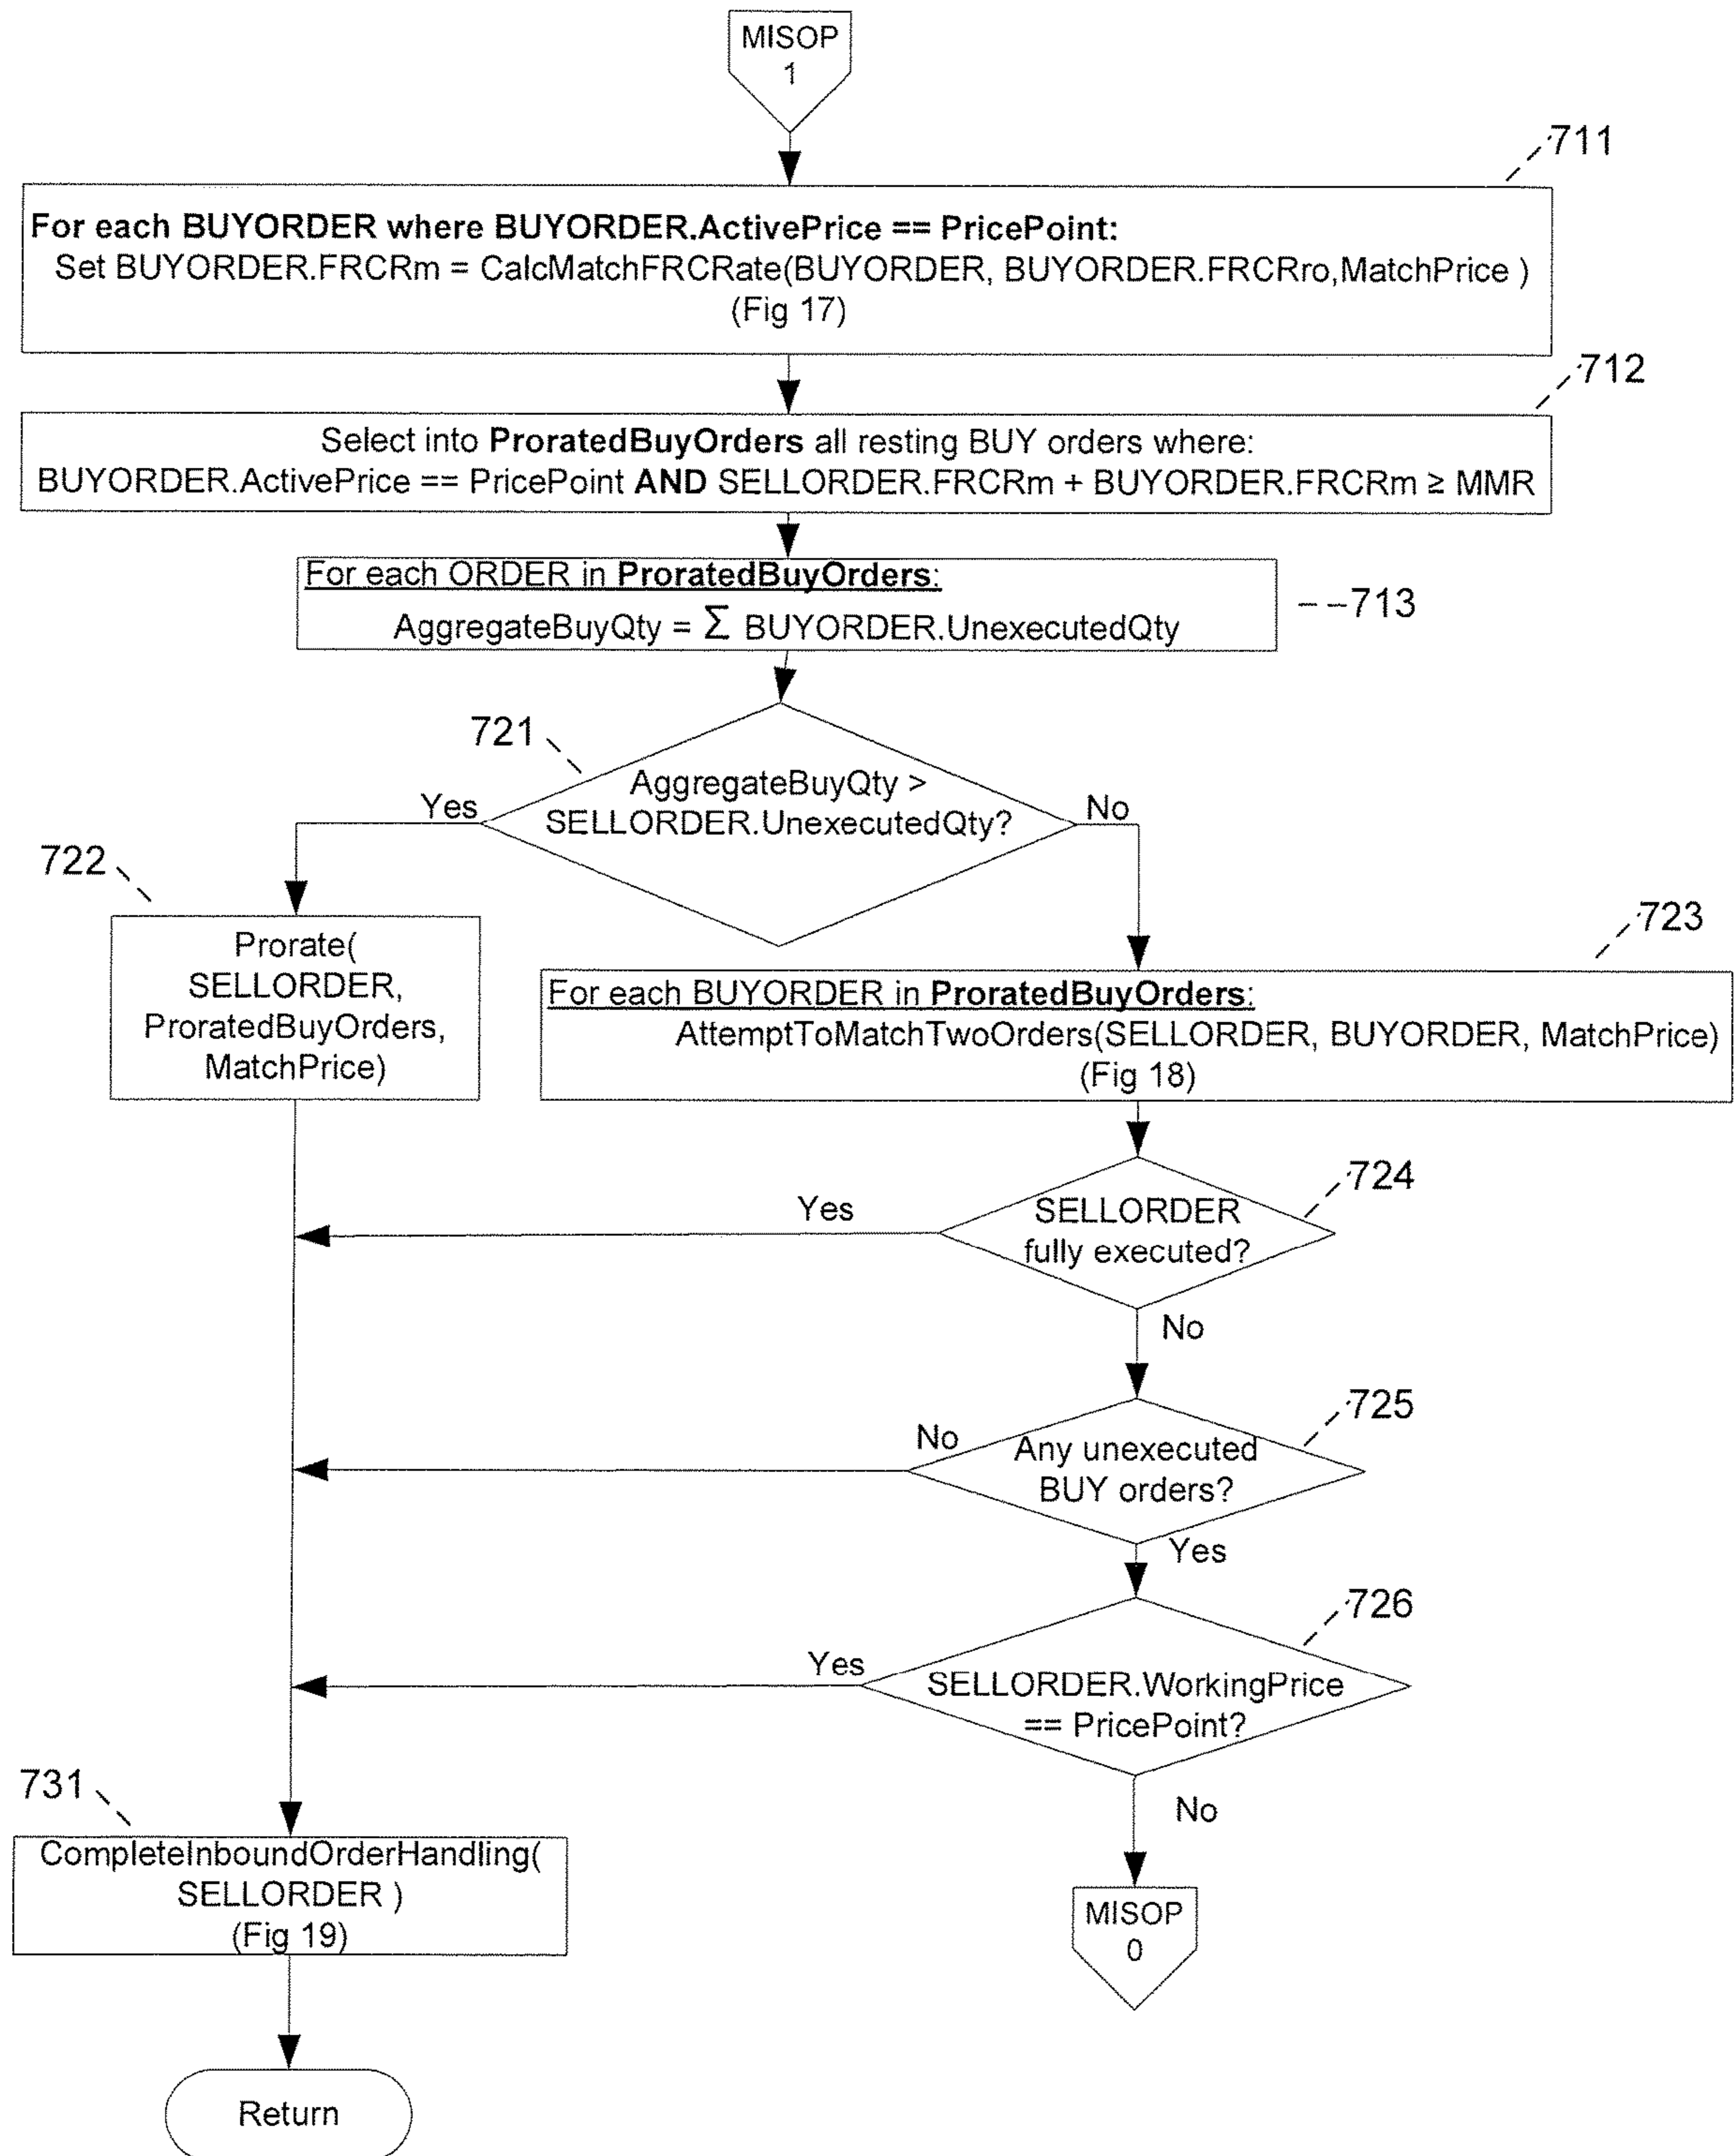 MISOP
1
711
For each BUYORDER where BUYORDER.ActivePrice == PricePoint:
Set BUYORDER.FRCRm = CalcMatchFRCRate(BUYORDER, BUYORDER.FRCRro,MatchPrice )
(Fig 17)
712
Select into ProratedBuyOrders all resting BUY orders where:
BUYORDER.ActivePrice == PricePoint AND SELLORDER.FRCRm + BUYORDER.FRCRm ≥ MMR
For each ORDER in ProratedBuyOrders:
AggregateBuyQty = Σ BUYORDER.UnexecutedQty
713
721
AggregateBuyQty >
SELLORDER.UnexecutedQty?
Yes
No
722
Prorate(
SELLORDER,
ProratedBuyOrders,
MatchPrice)
723
For each BUYORDER in ProratedBuyOrders:
AttemptToMatchTwoOrders(SELLORDER, BUYORDER, MatchPrice)
(Fig 18)
724
SELLORDER
fully executed?
Yes
No
725
Any unexecuted
BUY orders?
No
Yes
726
SELLORDER.WorkingPrice
== PricePoint?
Yes
No
731
CompleteInboundOrderHandling(
SELLORDER )
(Fig 19)
MISOP
0
Return